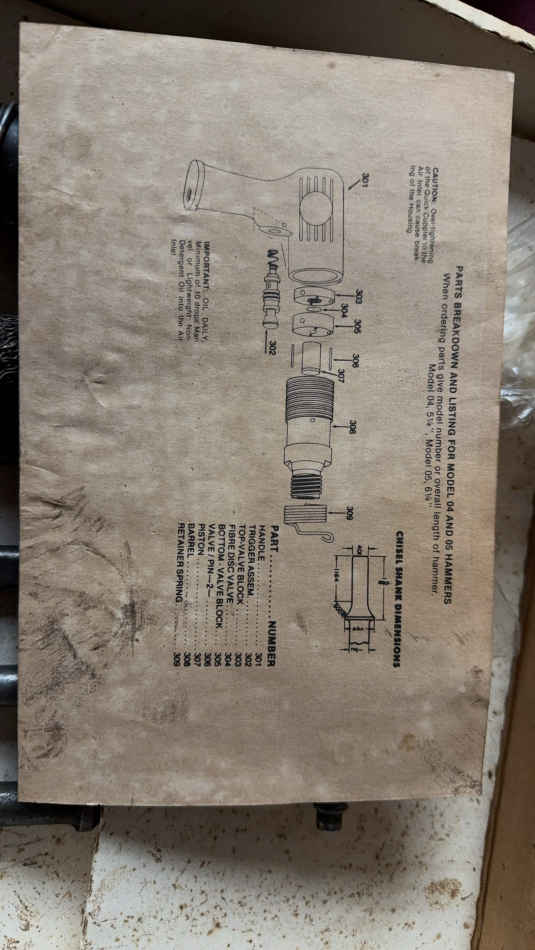 PARTS BREAKDOWN AND LISTING FOR MODEL 04 AND 05 HAMMERS
When ordering parts give model number or overall length of hammer.
Model 04, 5¼", Model 05, 6⅛"
CAUTION: Over-tightening
of the Quick Coupler in the
Air Inlet can cause break-
ing of the Housing.
CHISEL SHANK DIMENSIONS
301
303
304
305
306
307
308
309
302
IMPORTANT: OIL DAILY,
Minimum of 10 drops Mar-
vel or Lightweight Non-
Detergent Oil into the Air
Inlet
PART NUMBER
HANDLE 301
TRIGGER ASSEM. 302
TOP-VALVE BLOCK 303
FIBRE DISC VALVE 304
BOTTOM-VALVE BLOCK 305
VALVE PIN—2— 306
PISTON 307
BARREL 308
RETAINER SPRING 309